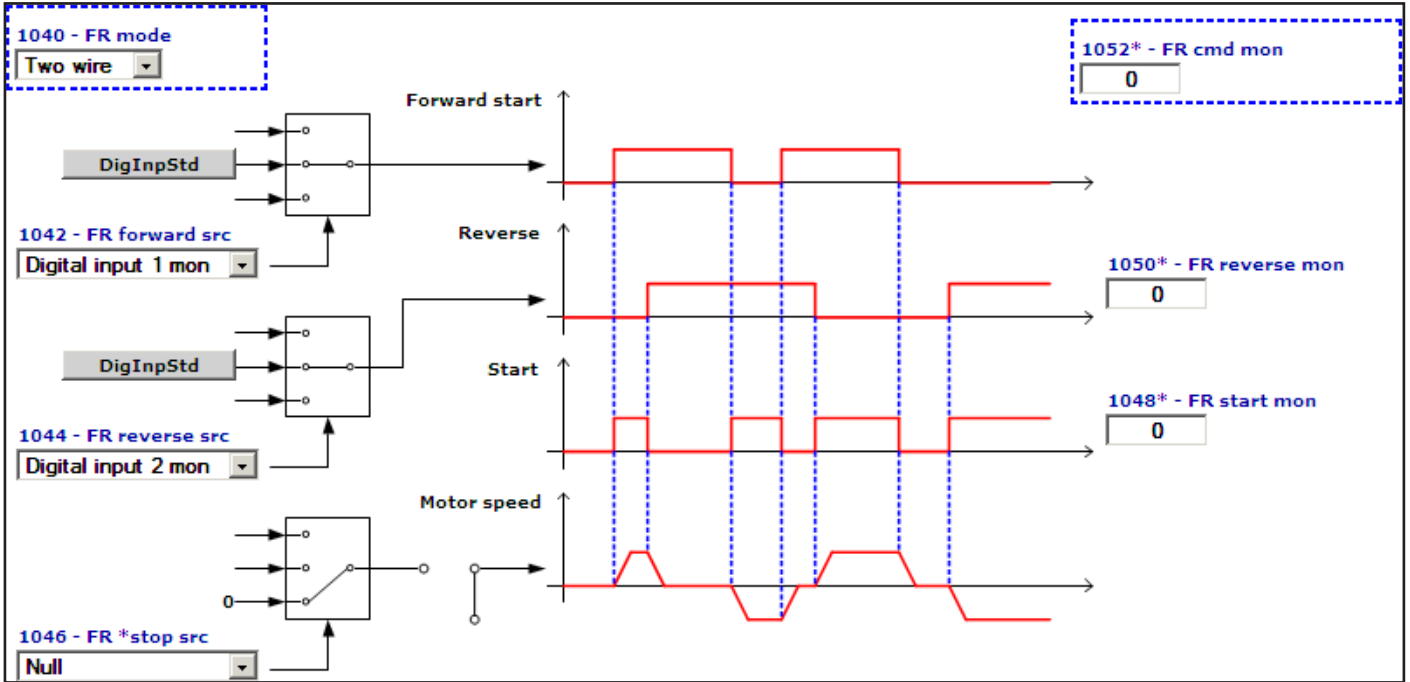 1040 - FR mode
Two wire
1052* - FR cmd mon
0
Forward start
DigInpStd
1042 - FR forward src
Digital input 1 mon
Reverse
1050* - FR reverse mon
0
DigInpStd
Start
1048* - FR start mon
0
1044 - FR reverse src
Digital input 2 mon
Motor speed
0
1046 - FR *stop src
Null